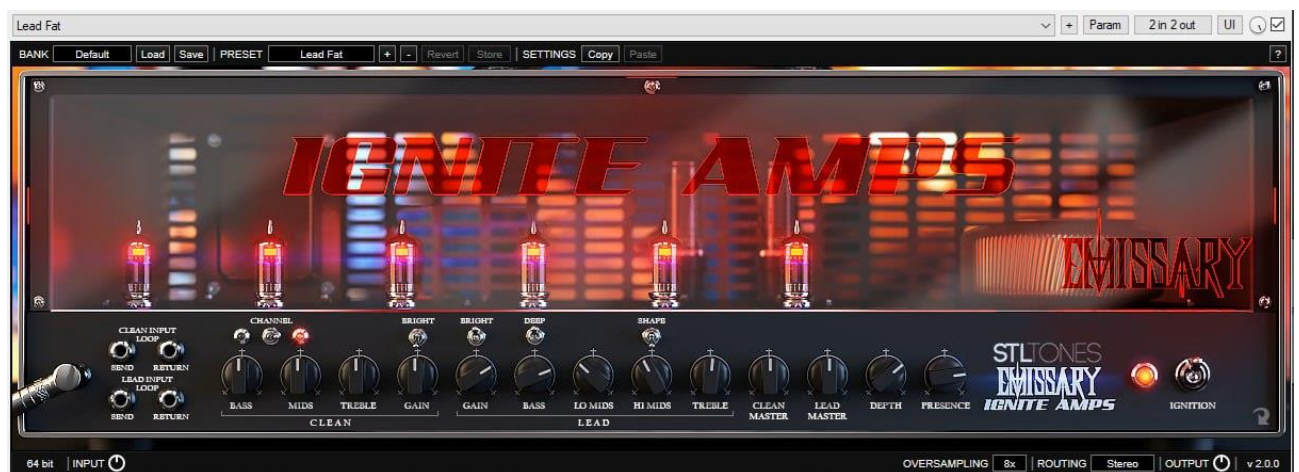 Lead Fat + Param 2 in 2 out UI
BANK Default Load Save PRESET Lead Fat + - Revert Store SETTINGS Copy Paste ?
IGNITE AMPS
EMISSARY
CHANNEL BRIGHT BRIGHT DEEP SHAPE
CLEAN INPUT
LOOP
SEND RETURN
LEAD INPUT
LOOP
SEND RETURN
BASS MIDS TREBLE GAIN GAIN BASS LO MIDS HI MIDS TREBLE CLEAN MASTER LEAD MASTER DEPTH PRESENCE
CLEAN LEAD
STLTONES
EMISSARY
IGNITE AMPS
IGNITION
64 bit INPUT OVERSAMPLING 8x ROUTING Stereo OUTPUT v 2.0.0